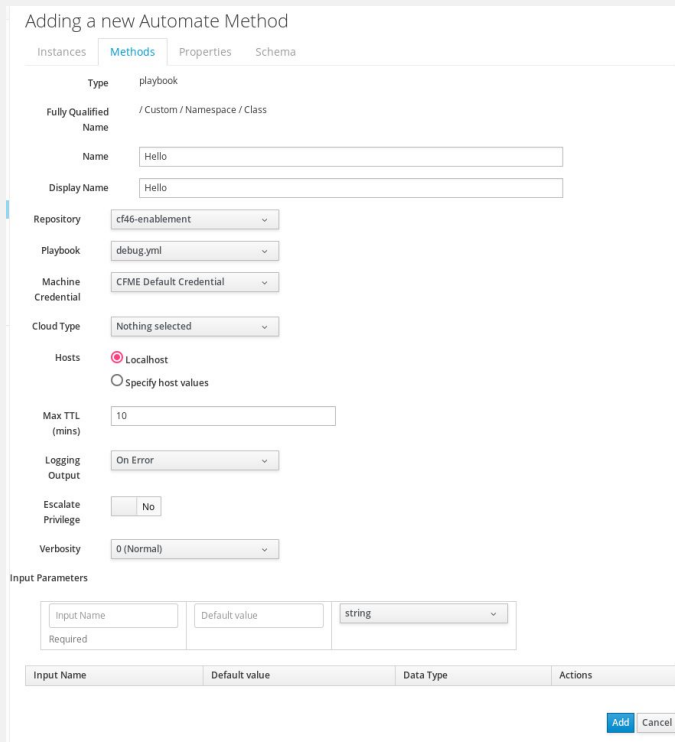 Adding a new Automate Method
Instances Methods Properties Schema
Type playbook
Fully Qualified / Custom / Namespace / Class
Name
Name Hello
Display Name Hello
Repository cf46-enablement
Playbook debug.yml
Machine CFME Default Credential
Credential
Cloud Type Nothing selected
Hosts Localhost
Specify host values
Max TTL 10
(mins)
Logging On Error
Output
Escalate No
Privilege
Verbosity 0 (Normal)
Input Parameters
Input Name Default value string
Required
Input Name Default value Data Type Actions
Add Cancel